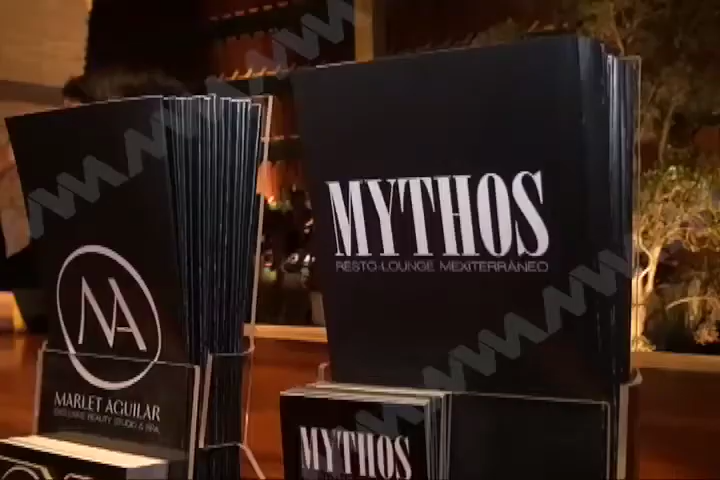 MYTHOS
RESTO-LOUNGE MEDITERRÁNEO
MA
MARLET AGUILAR
EXCLUSIVE BEAUTY STUDIO & SPA
MYTHOS